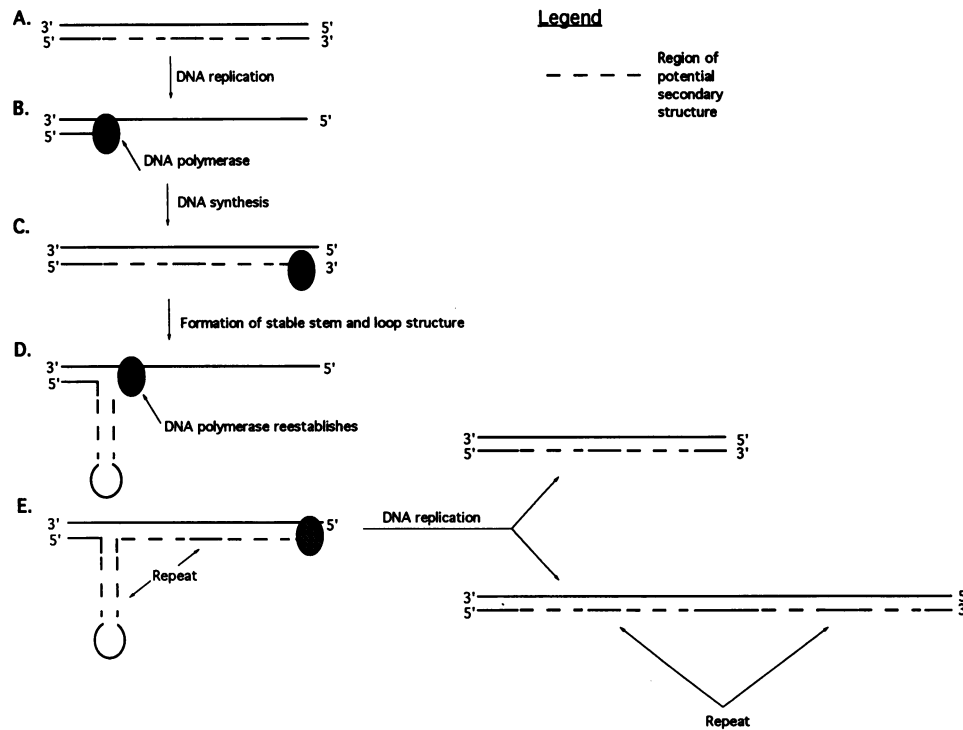 A.
3' 5'
5' 3'
DNA replication
B.
3' 5'
5'
DNA polymerase
DNA synthesis
C.
3' 5'
5' 3'
Formation of stable stem and loop structure
D.
3' 5'
5'
DNA polymerase reestablishes
E.
3' 5'
5'
Repeat
DNA replication
3' 5'
5' 3'
3'
5'
Repeat
Legend
Region of
potential
secondary
structure